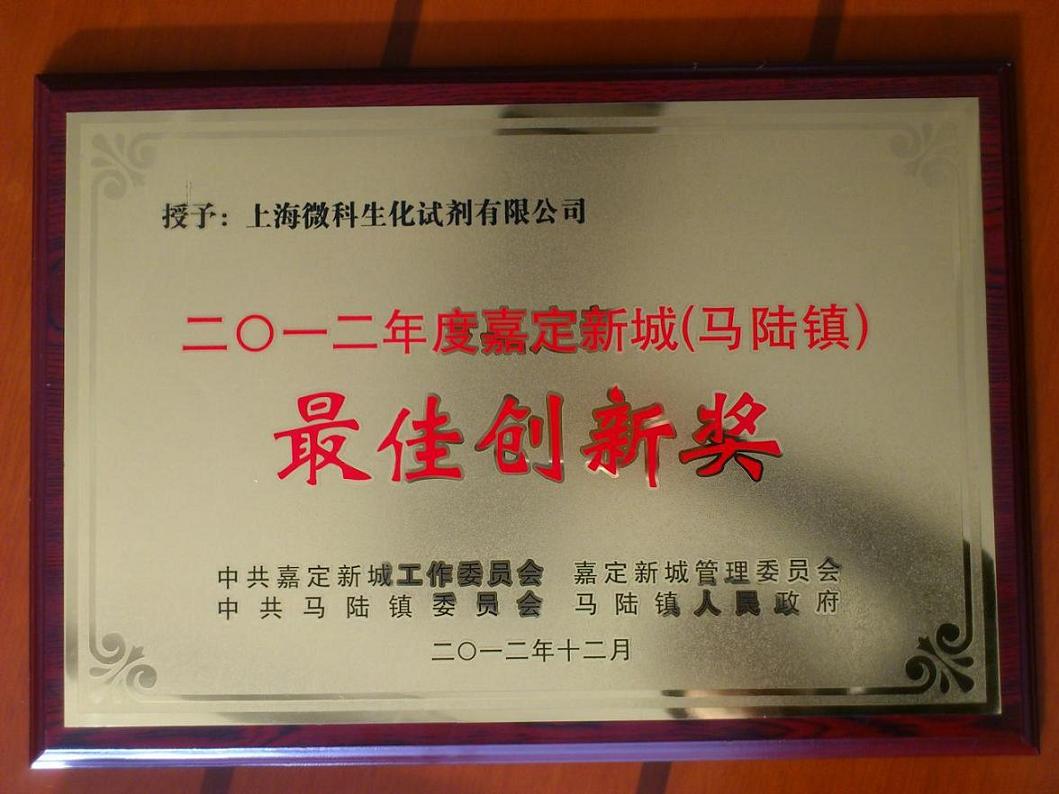 授予：上海微科生化试剂有限公司
二〇一二年度嘉定新城(马陆镇)
最佳创新奖
中共嘉定新城工作委员会 嘉定新城管理委员会
中共马陆镇委员会 马陆镇人民政府
二〇一二年十二月